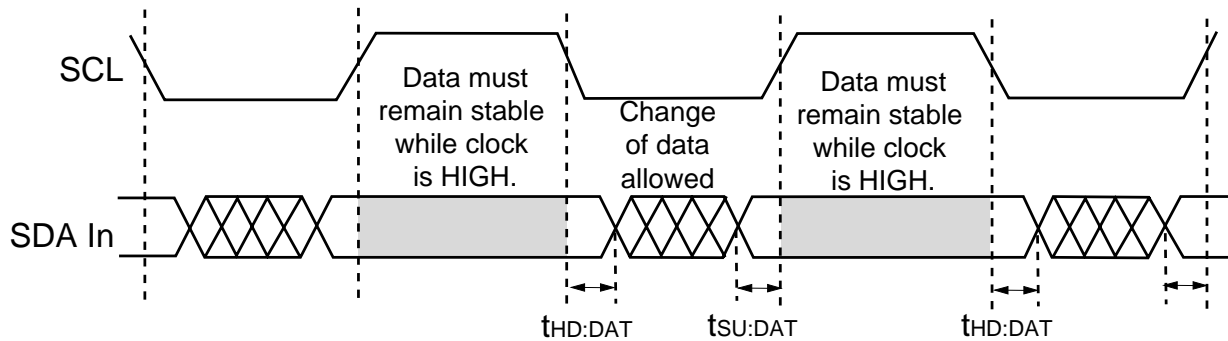 SCL
Data must
remain stable
while clock
is HIGH.
Change
of data
allowed
Data must
remain stable
while clock
is HIGH.
SDA In
tHD:DAT
tSU:DAT
tHD:DAT